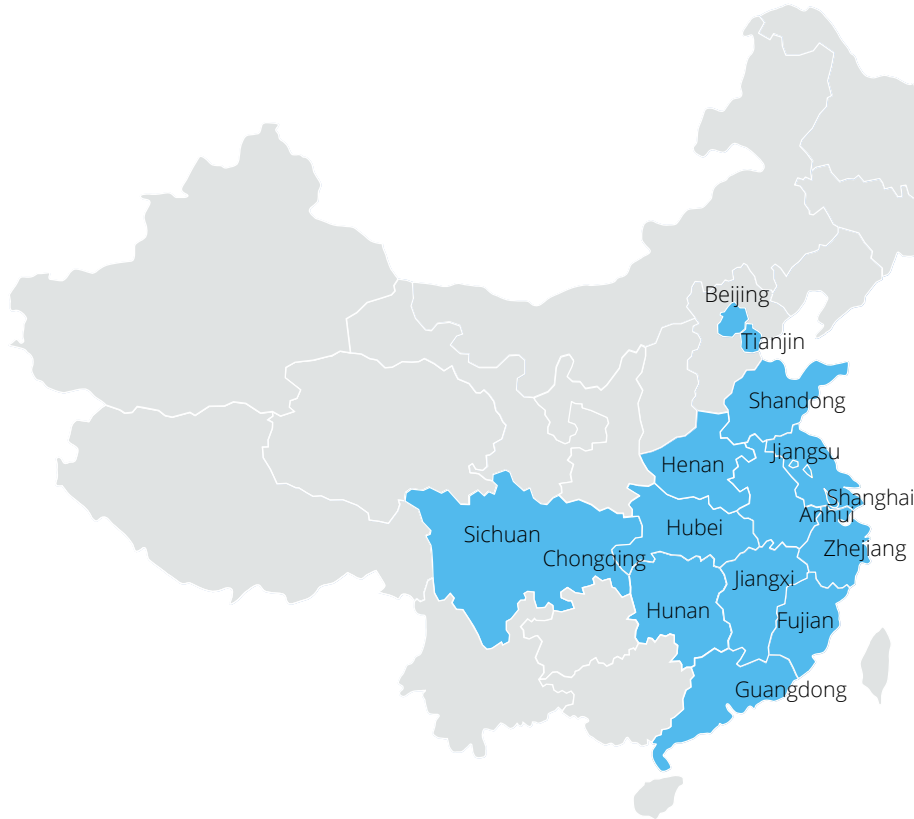 Beijing
Tianjin
Shandong
Jiangsu
Henan
Shanghai
Anhui
Hubei
Sichuan
Zhejiang
Chongqing
Jiangxi
Hunan
Fujian
Guangdong